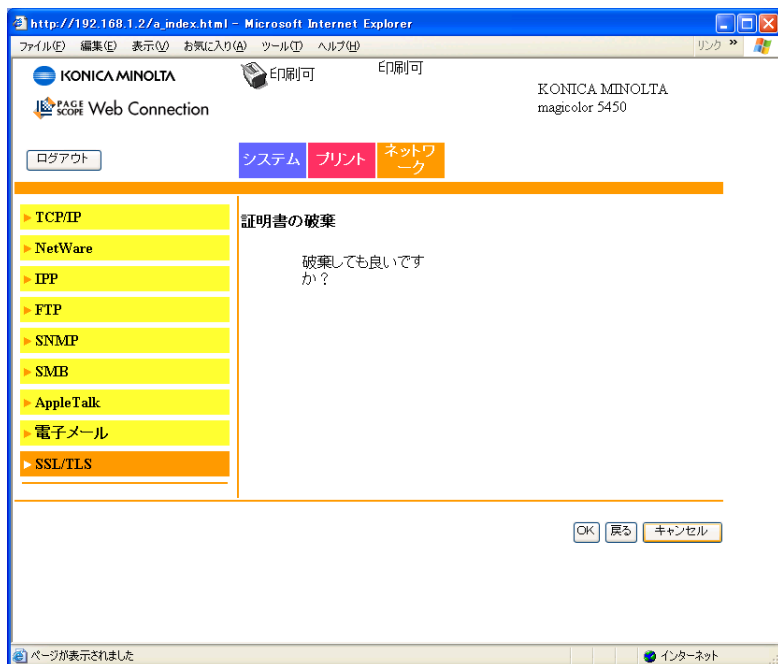 http://192.168.1.2/a_index.html - Microsoft Internet Explorer
ファイル(F) 編集(E) 表示(V) お気に入り(A) ツール(T) ヘルプ(H) リンク »
KONICA MINOLTA
印刷可
印刷可
KONICA MINOLTA
magicolor 5450
PAGE SCOPE Web Connection
ログアウト
システム
プリント
ネットワ
ーク
TCP/IP
NetWare
IPP
FTP
SNMP
SMB
AppleTalk
電子メール
SSL/TLS
証明書の破棄
破棄しても良いです
か？
OK 戻る キャンセル
ページが表示されました インターネット